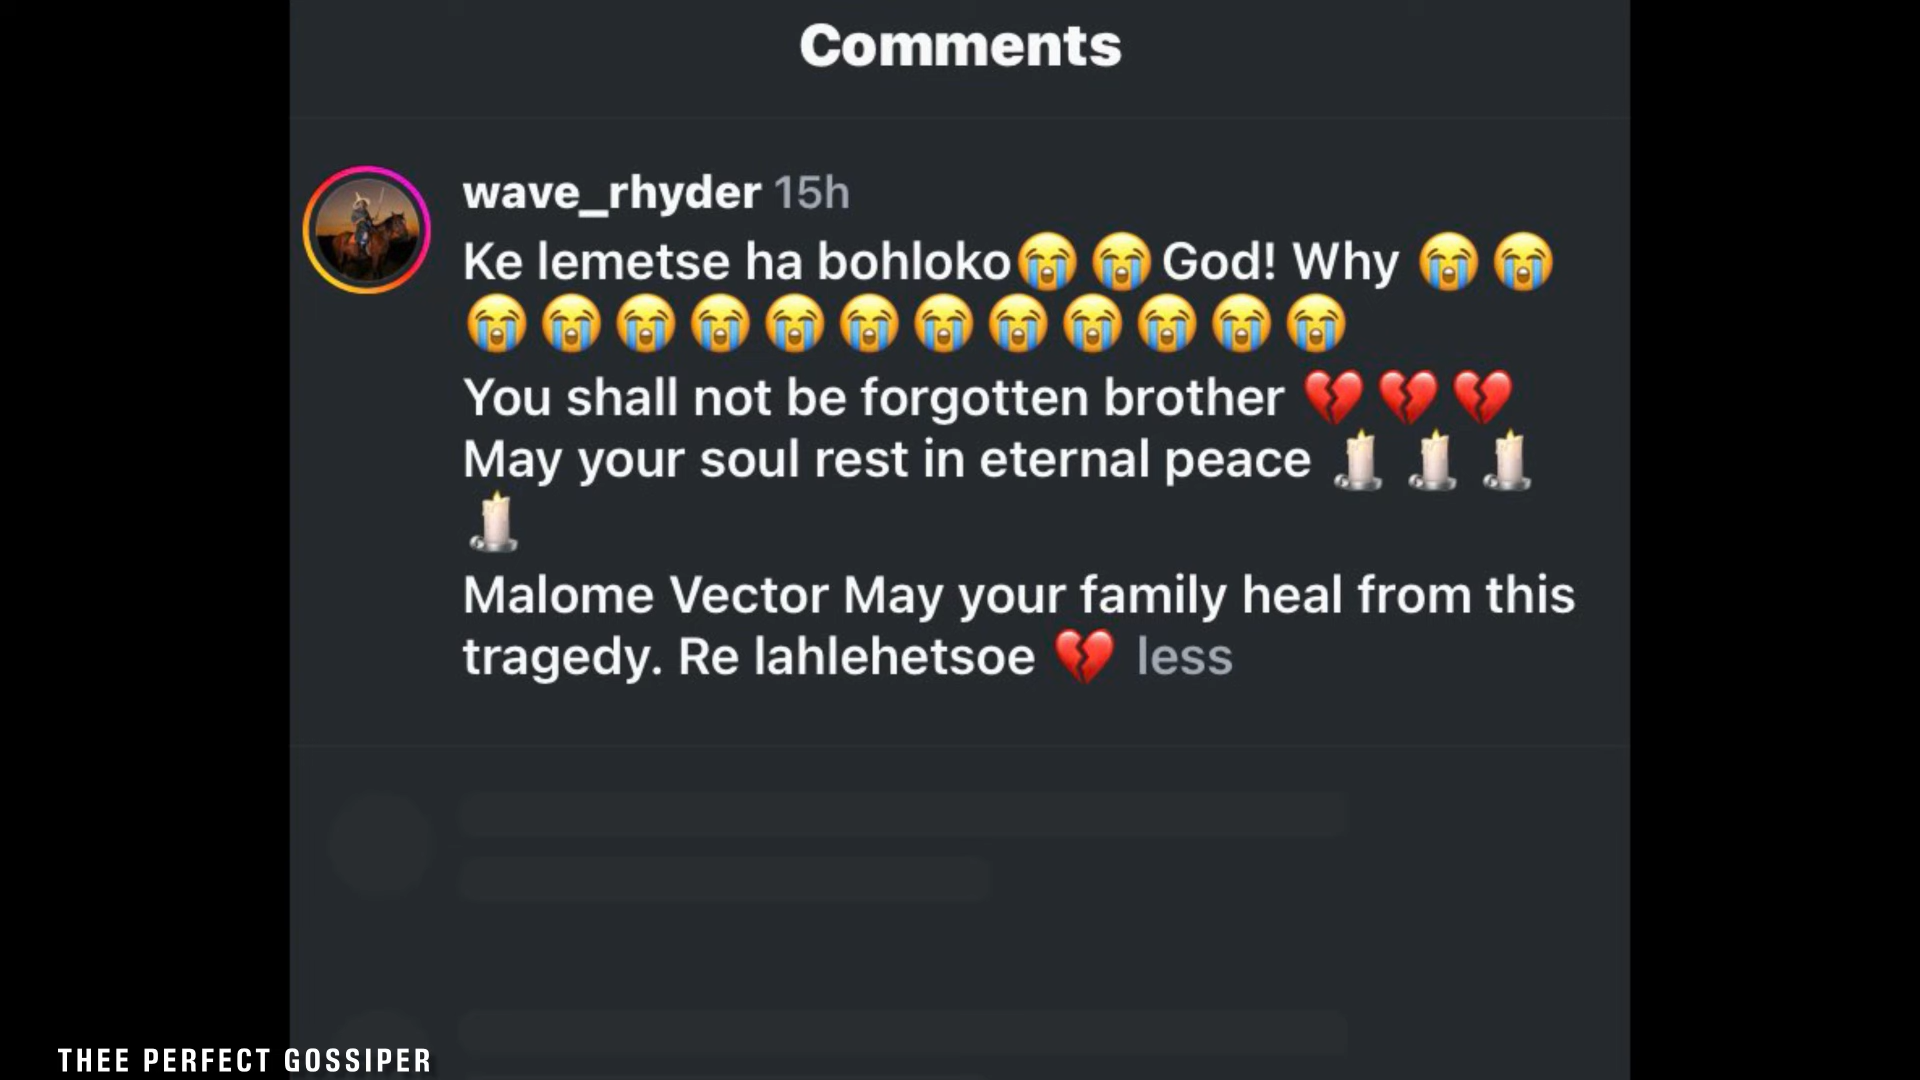 Comments
wave_rhyder 15h
Ke lemetse ha bohloko😭😭God! Why 😭😭
😭😭😭😭😭😭😭😭😭😭😭😭
You shall not be forgotten brother 💔💔💔
May your soul rest in eternal peace 🕯️🕯️🕯️
🕯️
Malome Vector May your family heal from this
tragedy. Re lahlehetsoe 💔 less
THEE PERFECT GOSSIPER